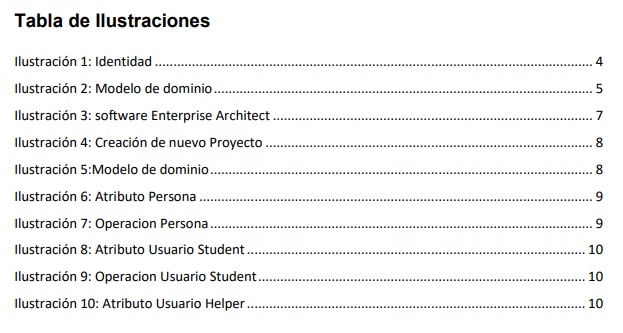 Tabla de Ilustraciones
Ilustración 1: Identidad ........................................................................................................ 4
Ilustración 2: Modelo de dominio.......................................................................................... 5
Ilustración 3: software Enterprise Architect ............................................................................ 7
Ilustración 4: Creación de nuevo Proyecto .............................................................................. 8
Ilustración 5:Modelo de dominio........................................................................................... 8
Ilustración 6: Atributo Persona .............................................................................................. 9
Ilustración 7: Operacion Persona........................................................................................... 9
Ilustración 8: Atributo Usuario Student................................................................................. 10
Ilustración 9: Operacion Usuario Student.............................................................................. 10
Ilustración 10: Atributo Usuario Helper................................................................................. 10